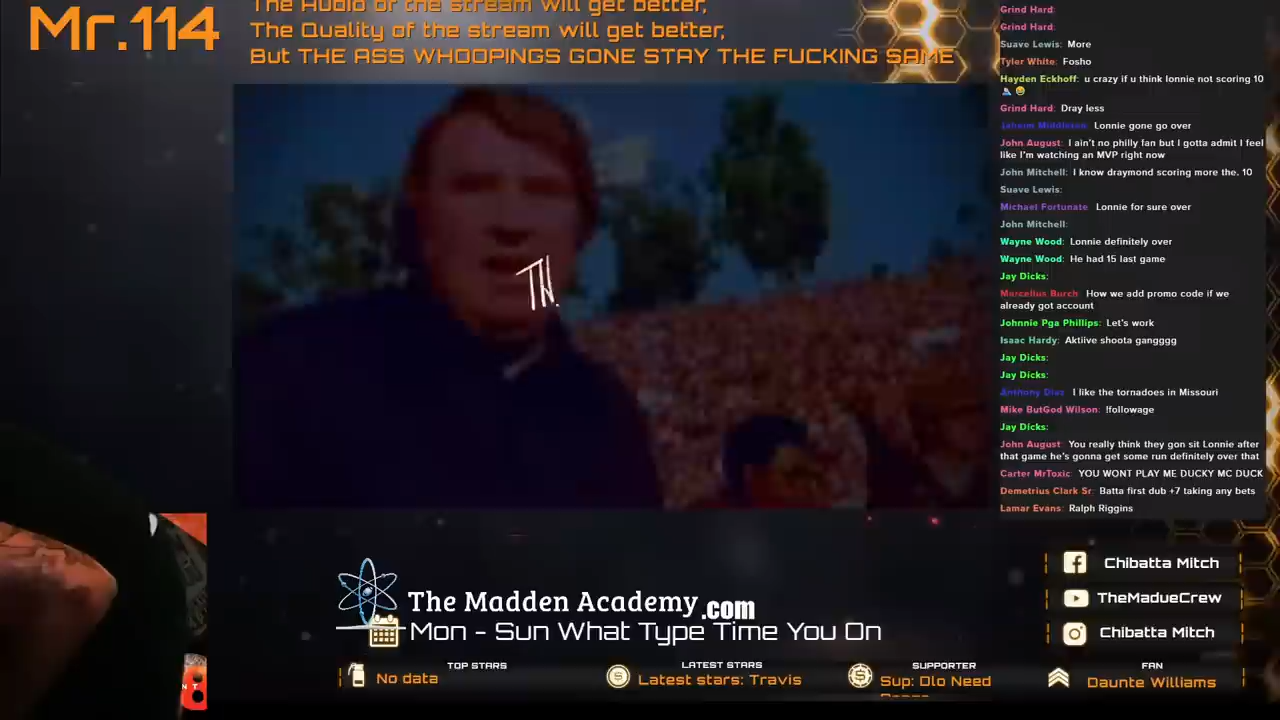 Mr.114
The Audio of the stream will get better,
The Quality of the stream will get better,
But THE ASS WHOOPINGS GONE STAY THE FUCKING SAME
TH.
Grind Hard:
Grind Hard:
Suave Lewis: More
Tyler White: Fosho
Hayden Eckhoff: u crazy if u think lonnie not scoring 10
Grind Hard: Dray less
Jaheim Middleton: Lonnie gone go over
John August: I ain't no philly fan but I gotta admit I feel
like I'm watching an MVP right now
John Mitchell: I know draymond scoring more the. 10
Suave Lewis:
Michael Fortunate: Lonnie for sure over
John Mitchell:
Wayne Wood: Lonnie definitely over
Wayne Wood: He had 15 last game
Jay Dicks:
Marcelius Burch: How we add promo code if we
already got account
Johnnie Pga Phillips: Let's work
Isaac Hardy: Aktiive shoota gangggg
Jay Dicks:
Jay Dicks:
Anthony Diaz: I like the tornadoes in Missouri
Mike ButGod Wilson: !followage
Jay Dicks:
John August: You really think they gon sit Lonnie after
that game he's gonna get some run definitely over that
Carter MrToxic: YOU WONT PLAY ME DUCKY MC DUCK
Demetrius Clark Sr: Batta first dub +7 taking any bets
Lamar Evans: Ralph Riggins
The Madden Academy.com
Mon - Sun What Type Time You On
Chibatta Mitch
TheMadueCrew
Chibatta Mitch
TOP STARS
No data
LATEST STARS
Latest stars: Travis
SUPPORTER
Sup: Dlo Need
FAN
Daunte Williams